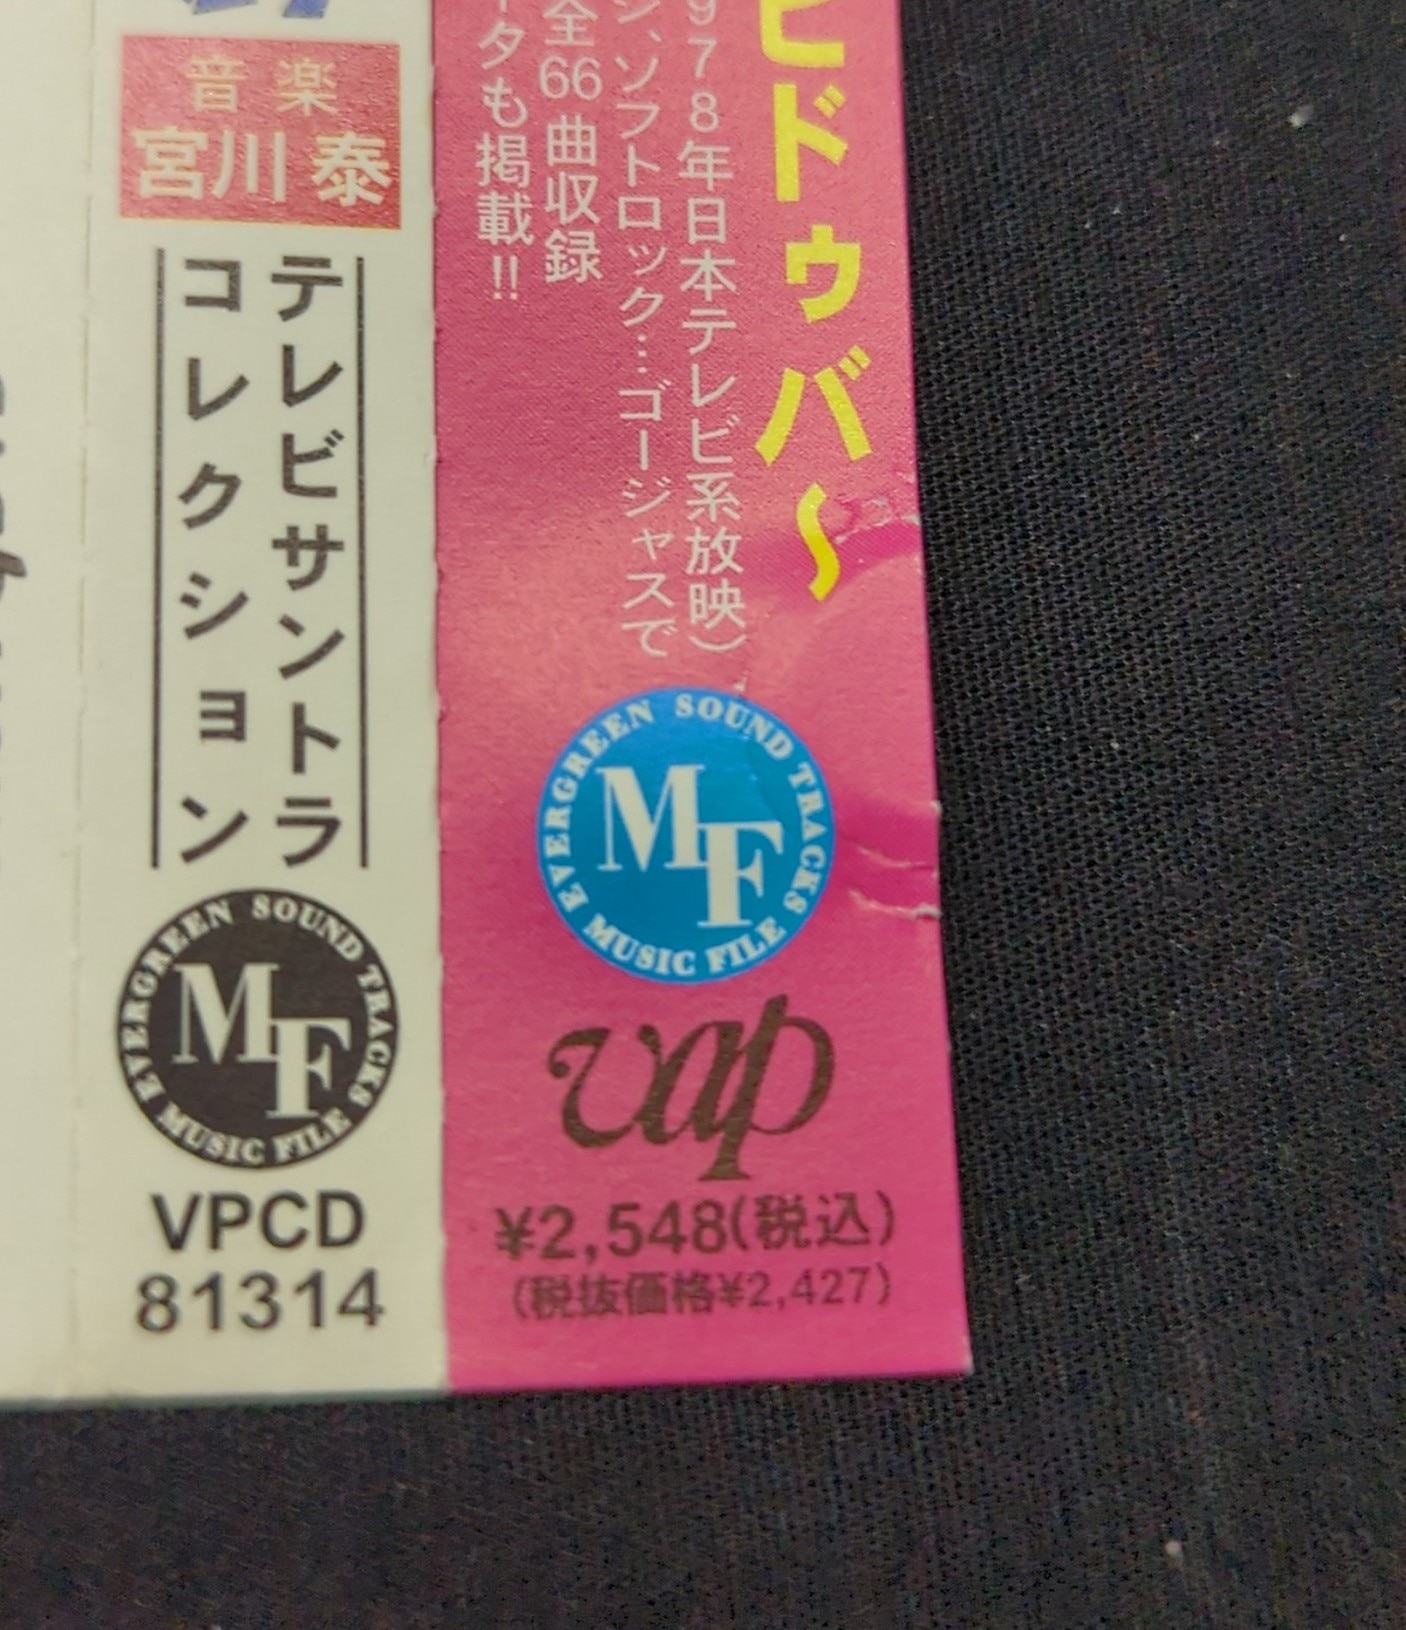 音楽
宮川 泰
テレビサントラ
コレクション
EVERGREEN SOUND TRACKS
MF
MUSIC FILE
VPCD
81314
ビドゥバ～
978年日本テレビ系放映)
ン、ソフトロック…ゴージャスで
全66曲収録
ータも掲載!!
EVERGREEN SOUND TRACKS
MF
MUSIC FILE
vap
¥2,548(税込)
(税抜価格¥2,427)